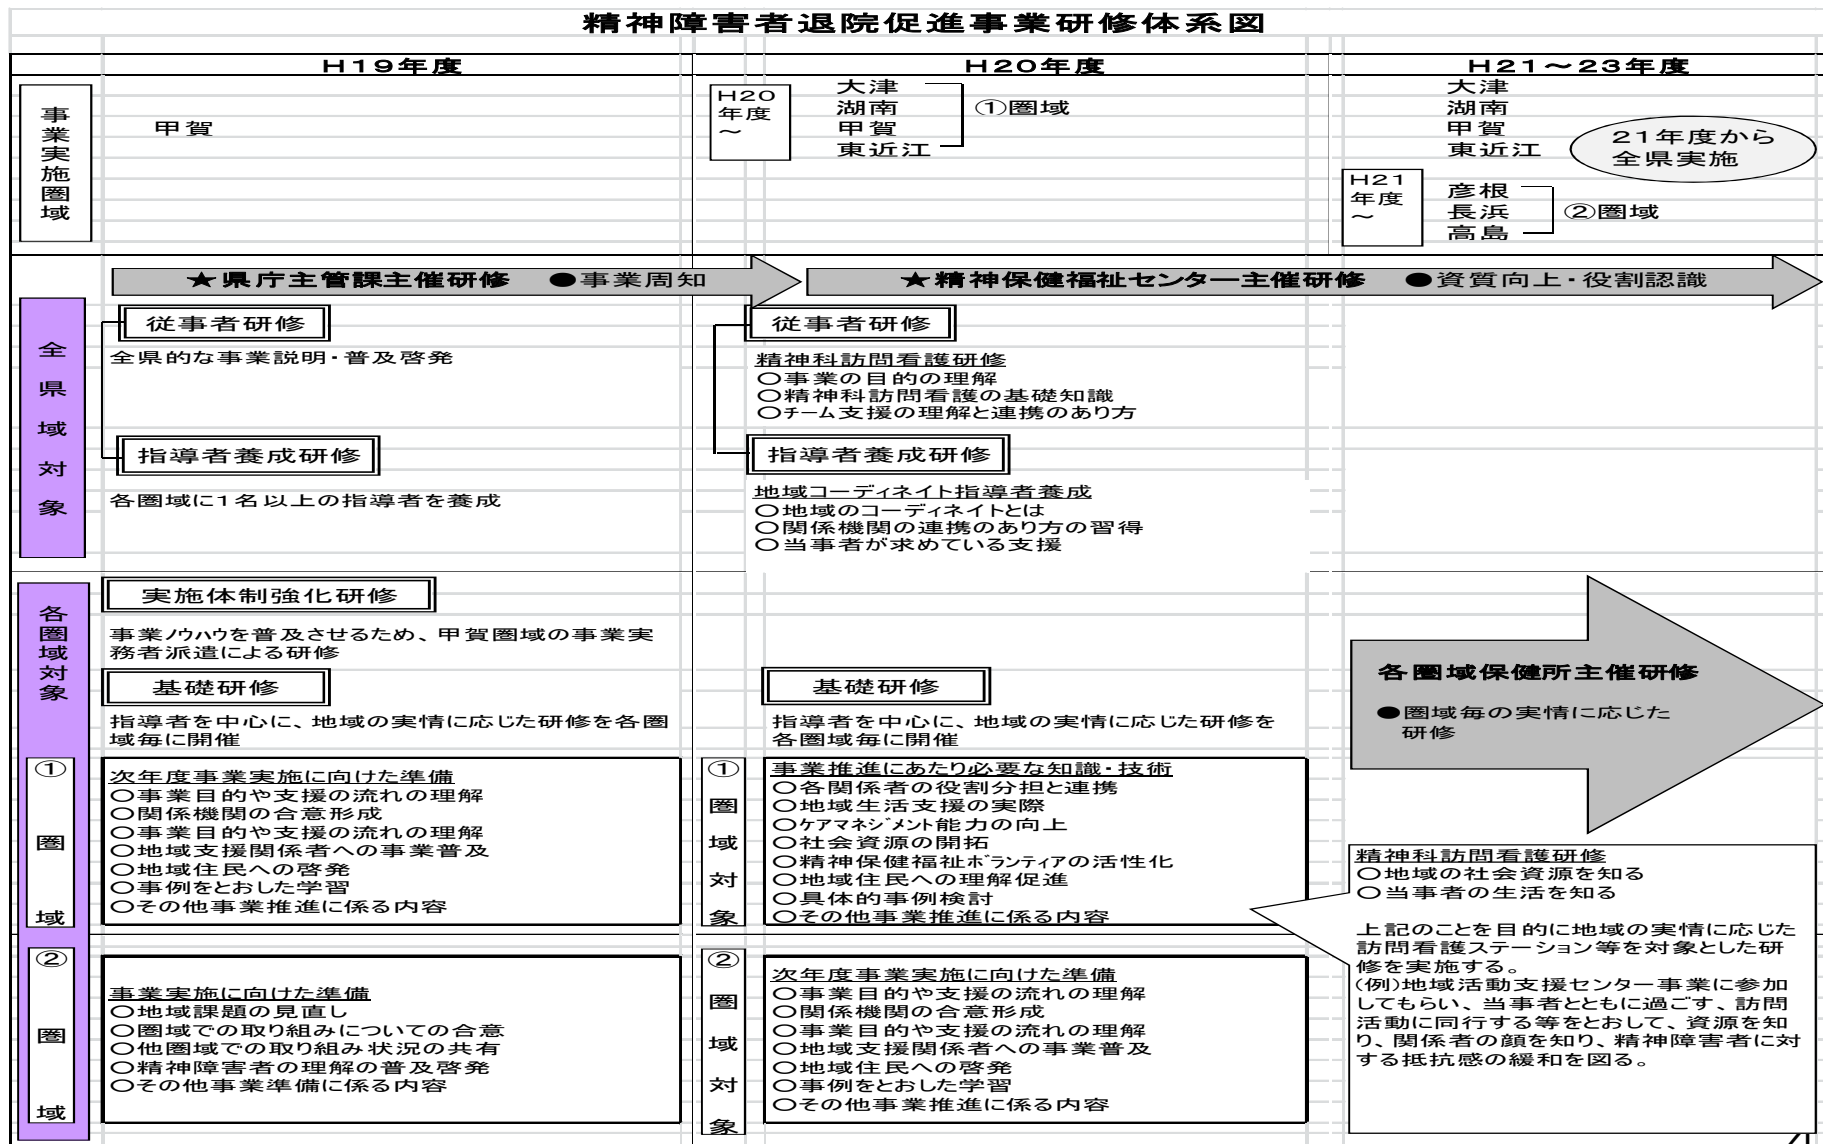 精神障害者退院促進事業研修体系図
H19年度
H20年度
H21～23年度
事業実施圏域
甲賀
H20
年度
～
大津
湖南
甲賀
東近江
①圏域
大津
湖南
甲賀
東近江
21年度から
全県実施
H21
年度
～
彦根
長浜
高島
②圏域
★県庁主管課主催研修　●事業周知
★精神保健福祉センター主催研修　●資質向上・役割認識
全県域対象
従事者研修
全県的な事業説明・普及啓発
指導者養成研修
各圏域に1名以上の指導者を養成
従事者研修
精神科訪問看護研修
○事業の目的の理解
○精神科訪問看護の基礎知識
○チーム支援の理解と連携のあり方
指導者養成研修
地域コーディネイト指導者養成
○地域のコーディネイトとは
○関係機関の連携のあり方の習得
○当事者が求めている支援
各圏域対象
実施体制強化研修
事業ノウハウを普及させるため、甲賀圏域の事業実
務者派遣による研修
基礎研修
指導者を中心に、地域の実情に応じた研修を各圏
域毎に開催
基礎研修
指導者を中心に、地域の実情に応じた研修を
各圏域毎に開催
各圏域保健所主催研修
●圏域毎の実情に応じた
研修
①圏域
次年度事業実施に向けた準備
○事業目的や支援の流れの理解
○関係機関の合意形成
○事業目的や支援の流れの理解
○地域支援関係者への事業普及
○地域住民への啓発
○事例をとおした学習
○その他事業推進に係る内容
①圏域対象
事業推進にあたり必要な知識・技術
○各関係者の役割分担と連携
○地域生活支援の実際
○ケアマネジメント能力の向上
○社会資源の開拓
○精神保健福祉ボランティアの活性化
○地域住民への理解促進
○具体的事例検討
○その他事業推進に係る内容
②圏域
事業実施に向けた準備
○地域課題の見直し
○圏域での取り組みについての合意
○他圏域での取り組み状況の共有
○精神障害者の理解の普及啓発
○その他事業準備に係る内容
②圏域対象
次年度事業実施に向けた準備
○事業目的や支援の流れの理解
○関係機関の合意形成
○事業目的や支援の流れの理解
○地域支援関係者への事業普及
○地域住民への啓発
○事例をとおした学習
○その他事業推進に係る内容
精神科訪問看護研修
○地域の社会資源を知る
○当事者の生活を知る
上記のことを目的に地域の実情に応じた
訪問看護ステーション等を対象とした研
修を実施する。
(例)地域活動支援センター事業に参加
してもらい、当事者とともに過ごす、訪問
活動に同行する等をとおして、資源を知
り、関係者の顔を知り、精神障害者に対
する抵抗感の緩和を図る。